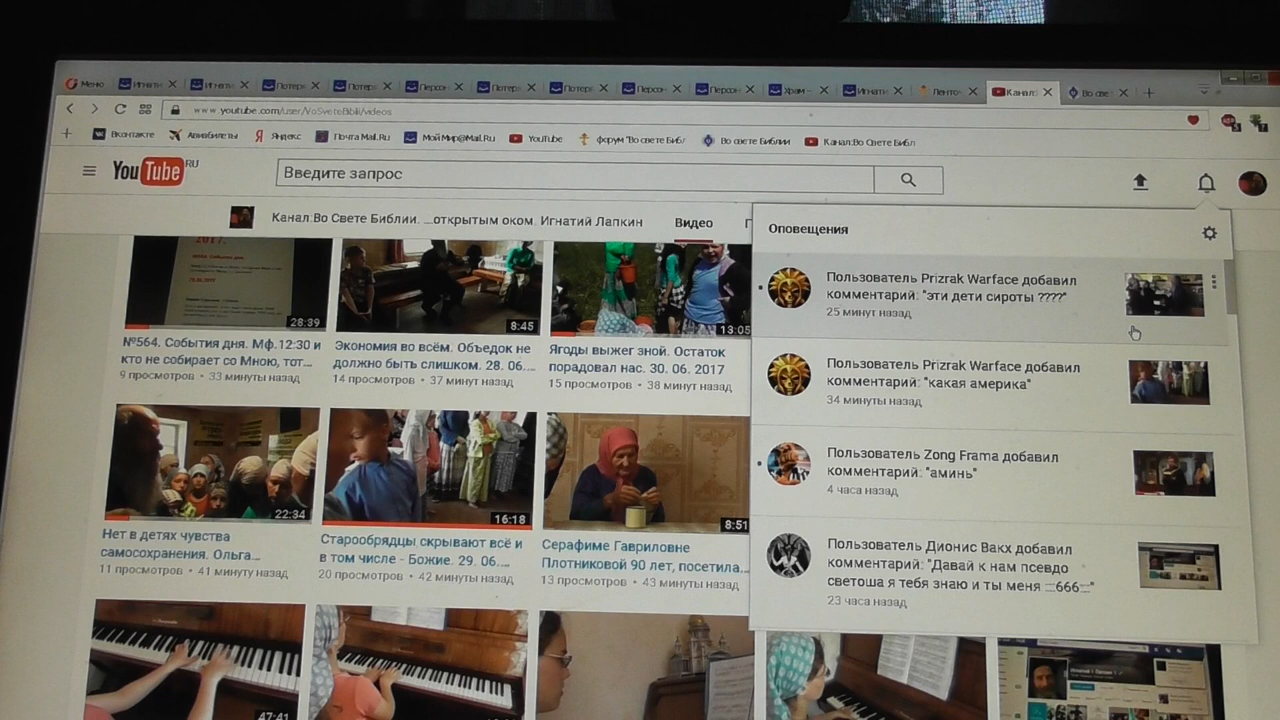 Меню
www.youtube.com/user/VoSveteBiblii/videos
Вконтакте
Авиабилеты
Яндекс
Почта Mail.Ru
МойМир@Mail.Ru
YouTube
форум "Во свете Библ
Во свете Библии
Канал:Во Свете Библ
YouTube RU
Введите запрос
Канал:Во Свете Библии. ...открытым оком. Игнатий Лапкин
Видео
Оповещения
28:39
8:45
13:05
№564. События дня. Мф.12:30 и
кто не собирает со Мною, тот...
9 просмотров • 33 минуты назад
Экономия во всём. Объедок не
должно быть слишком. 28. 06....
14 просмотров • 37 минут назад
Ягоды выжег зной. Остаток
порадовал нас. 30. 06. 2017
15 просмотров • 38 минут назад
22:34
16:18
8:51
Нет в детях чувства
самосохранения. Ольга...
11 просмотров • 41 минуту назад
Старообрядцы скрывают всё и
в том числе - Божие. 29. 06....
20 просмотров • 42 минуты назад
Серафиме Гавриловне
Плотниковой 90 лет, посетила...
13 просмотров • 43 минуты назад
47:41
Пользователь Prizrak Warface добавил
комментарий: "эти дети сироты ????"
25 минут назад
Пользователь Prizrak Warface добавил
комментарий: "какая америка"
34 минуты назад
Пользователь Zong Frama добавил
комментарий: "аминь"
4 часа назад
Пользователь Дионис Вакх добавил
комментарий: "Давай к нам псевдо
светоша я тебя знаю и ты меня :::666:::"
23 часа назад